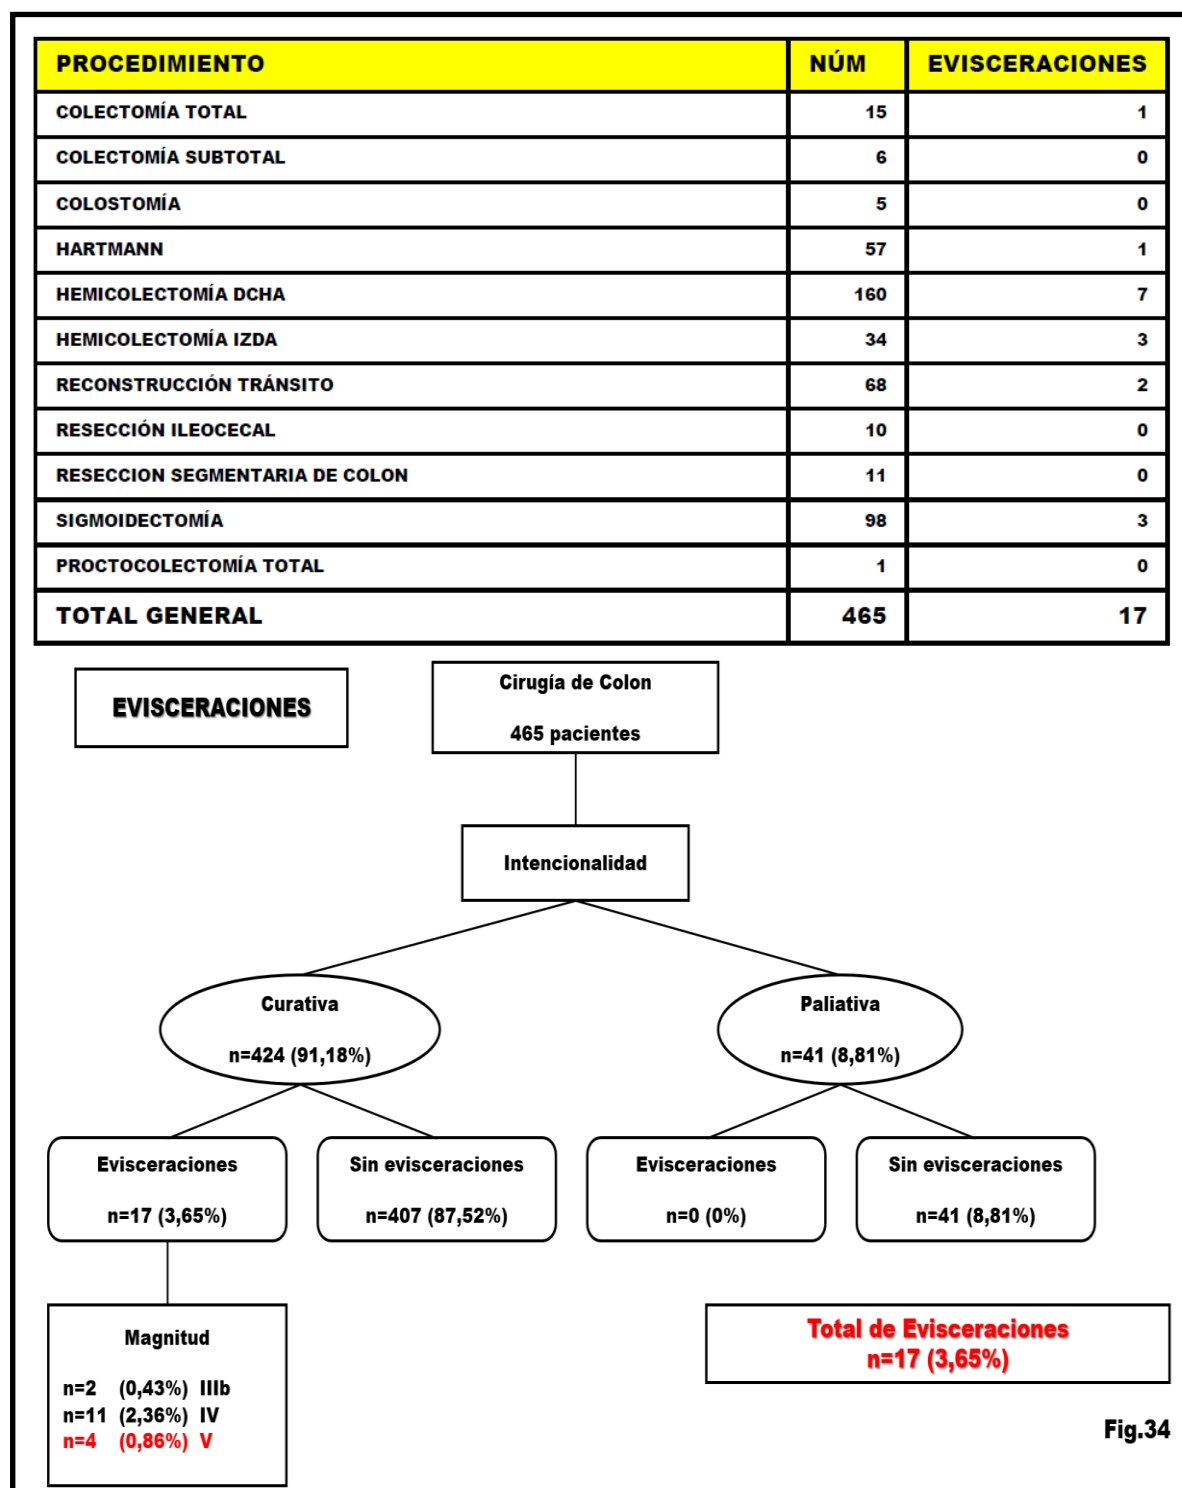 PROCEDIMIENTO NÚM EVISCERACIONES
COLECTOMÍA TOTAL 15 1
COLECTOMÍA SUBTOTAL 6 0
COLOSTOMÍA 5 0
HARTMANN 57 1
HEMICOLECTOMÍA DCHA 160 7
HEMICOLECTOMÍA IZDA 34 3
RECONSTRUCCIÓN TRÁNSITO 68 2
RESECCIÓN ILEOCECAL 10 0
RESECCION SEGMENTARIA DE COLON 11 0
SIGMOIDECTOMÍA 98 3
PROCTOCOLECTOMÍA TOTAL 1 0
TOTAL GENERAL 465 17
EVISCERACIONES
Cirugía de Colon
465 pacientes
Intencionalidad
Curativa
n=424 (91,18%)
Paliativa
n=41 (8,81%)
Evisceraciones
n=17 (3,65%)
Sin evisceraciones
n=407 (87,52%)
Evisceraciones
n=0 (0%)
Sin evisceraciones
n=41 (8,81%)
Magnitud
n=2 (0,43%) IIIb
n=11 (2,36%) IV
n=4 (0,86%) V
Total de Evisceraciones
n=17 (3,65%)
Fig.34